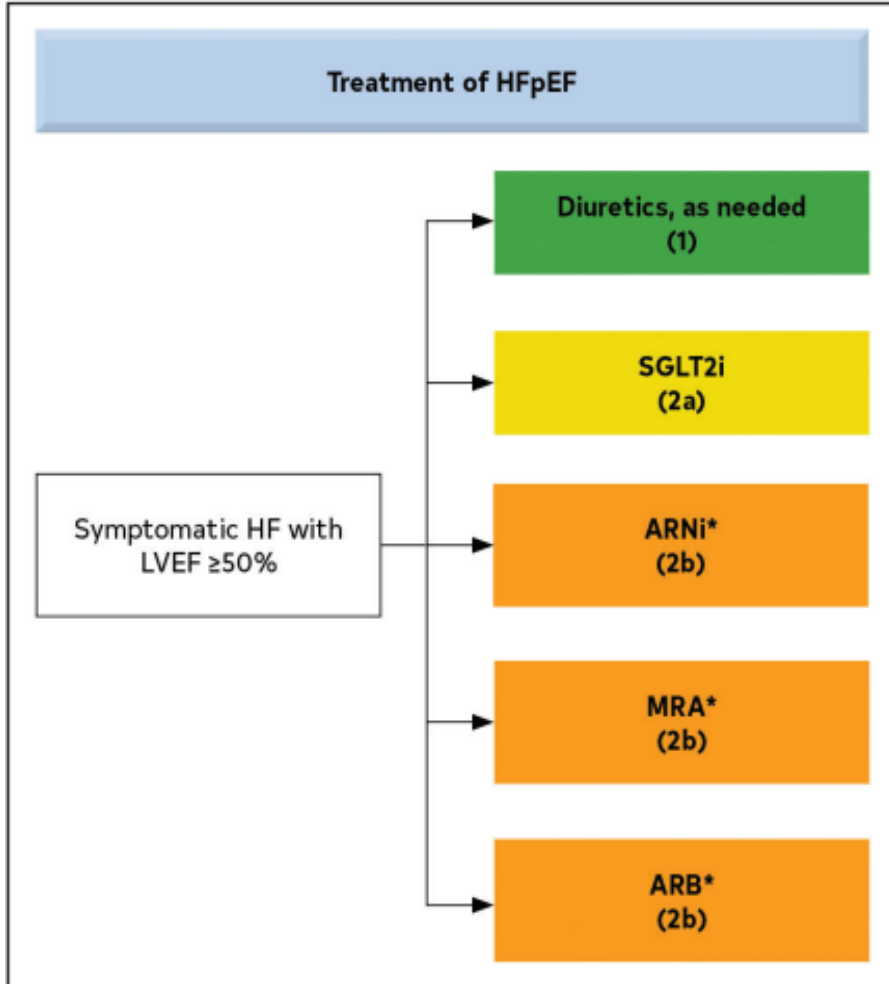 Treatment of HFpEF
Diuretics, as needed
(1)
SGLT2i
(2a)
Symptomatic HF with
LVEF ≥50%
ARNi*
(2b)
MRA*
(2b)
ARB*
(2b)